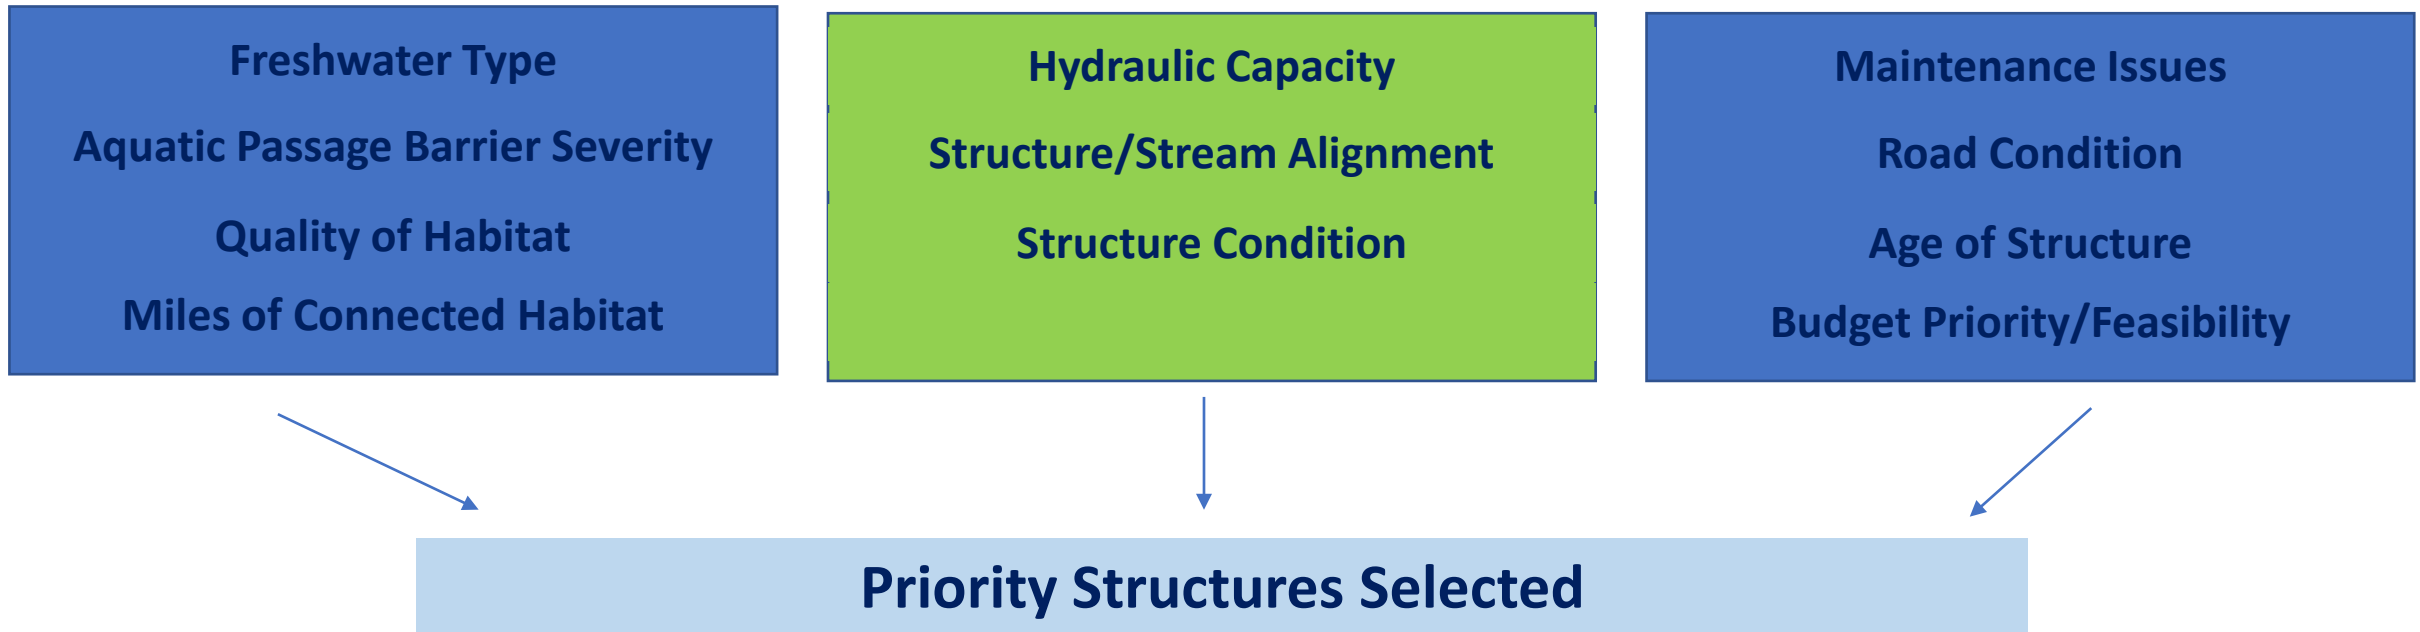 Freshwater Type
Aquatic Passage Barrier Severity
Quality of Habitat
Miles of Connected Habitat
Hydraulic Capacity
Structure/Stream Alignment
Structure Condition
Maintenance Issues
Road Condition
Age of Structure
Budget Priority/Feasibility
Priority Structures Selected